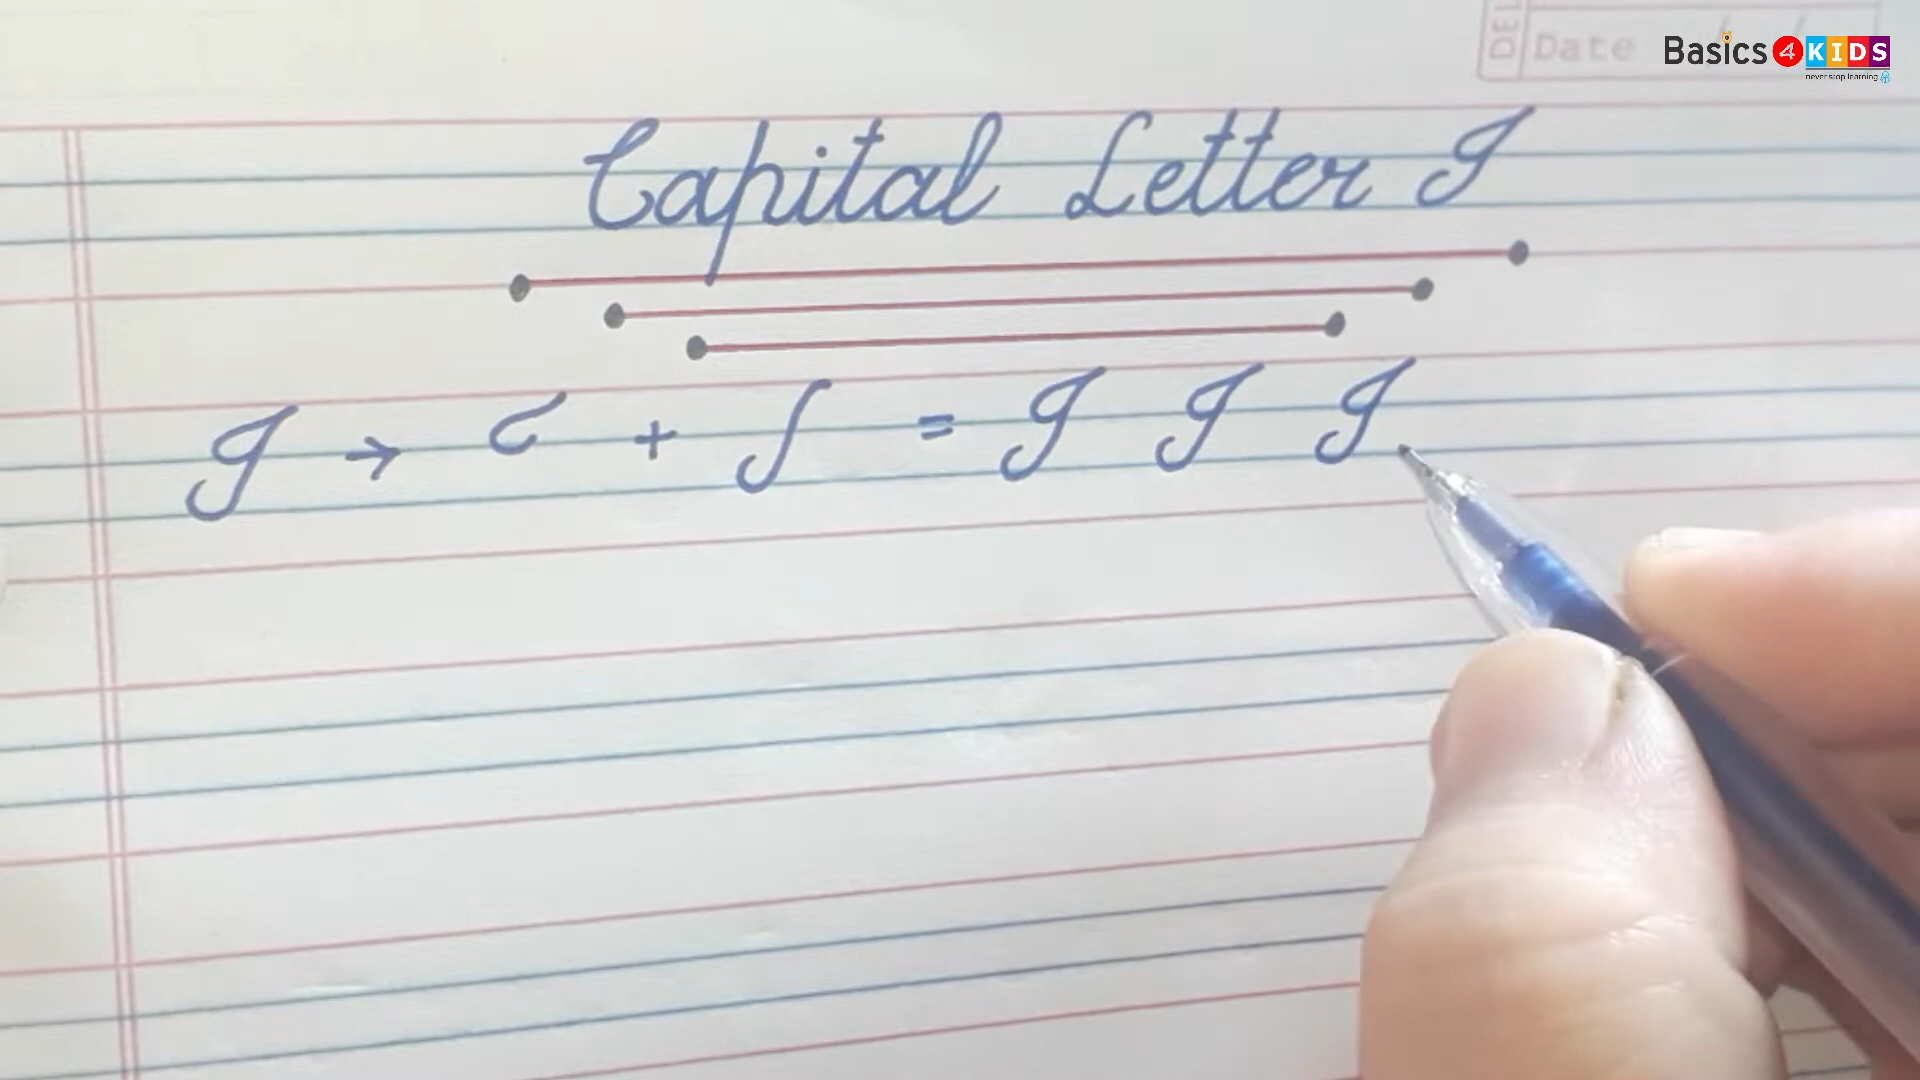 Date / /
Basics 4 KIDS
never stop learning
Capital Letter I
I → c + ʃ = I I I